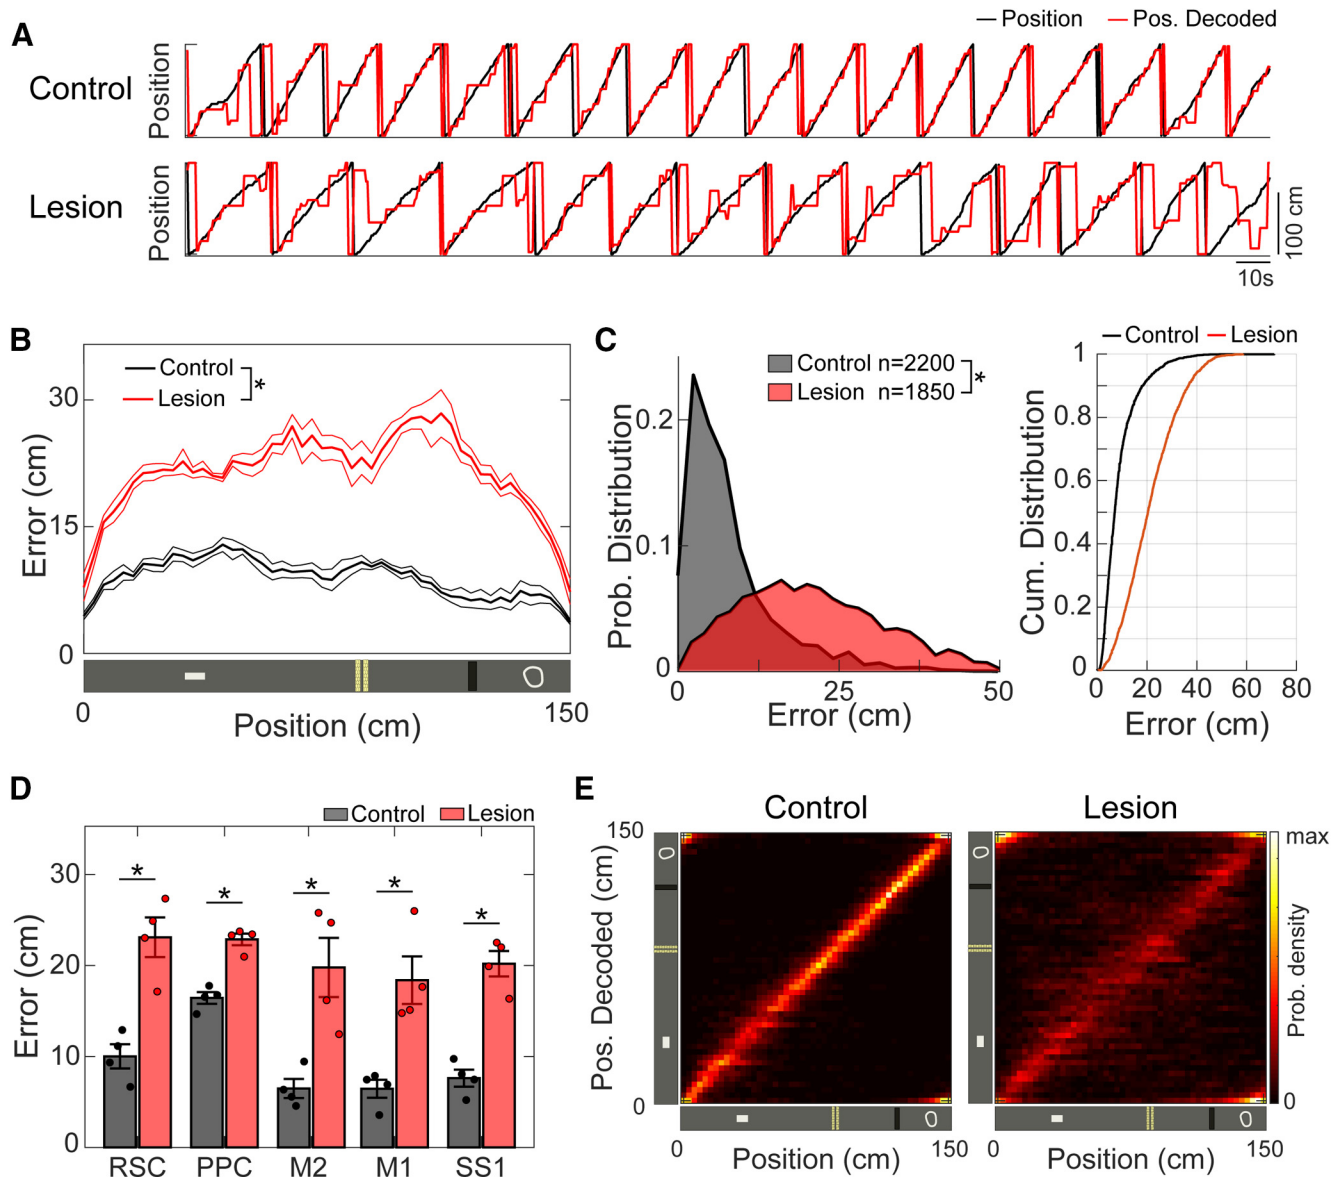 A
Position Pos. Decoded
Control
Position
Lesion
Position
100 cm
10s
B
Control
Lesion
*
Error (cm)
30
15
0
0 150
Position (cm)
C
Control n=2200
Lesion n=1850
*
Prob. Distribution
0.2
0.1
0
0 25 50
Error (cm)
Control Lesion
Cum. Distribution
1
0.8
0.6
0.4
0.2
0
0 20 40 60 80
Error (cm)
D
Control Lesion
Error (cm)
30
20
10
0
* * * * *
RSC PPC M2 M1 SS1
E
Control Lesion
150
Pos. Decoded (cm)
0
0 150
Position (cm)
0 150
Position (cm)
max
Prob. density
0